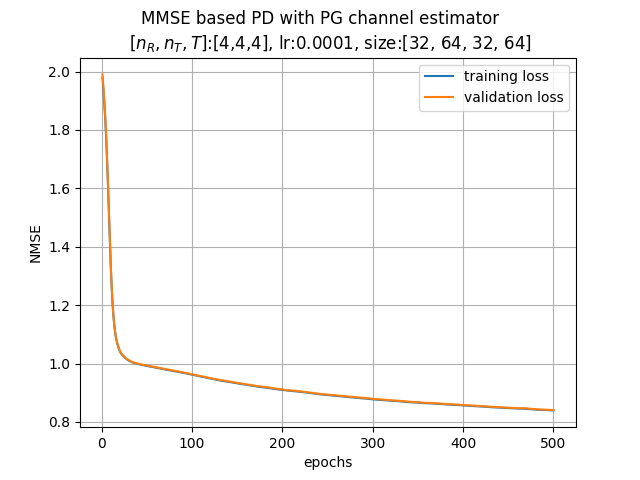 MMSE based PD with PG channel estimator
[n_R, n_T, T]:[4,4,4], lr:0.0001, size:[32, 64, 32, 64]
training loss
validation loss
2.0
1.8
1.6
1.4
1.2
1.0
0.8
NMSE
0 100 200 300 400 500
epochs